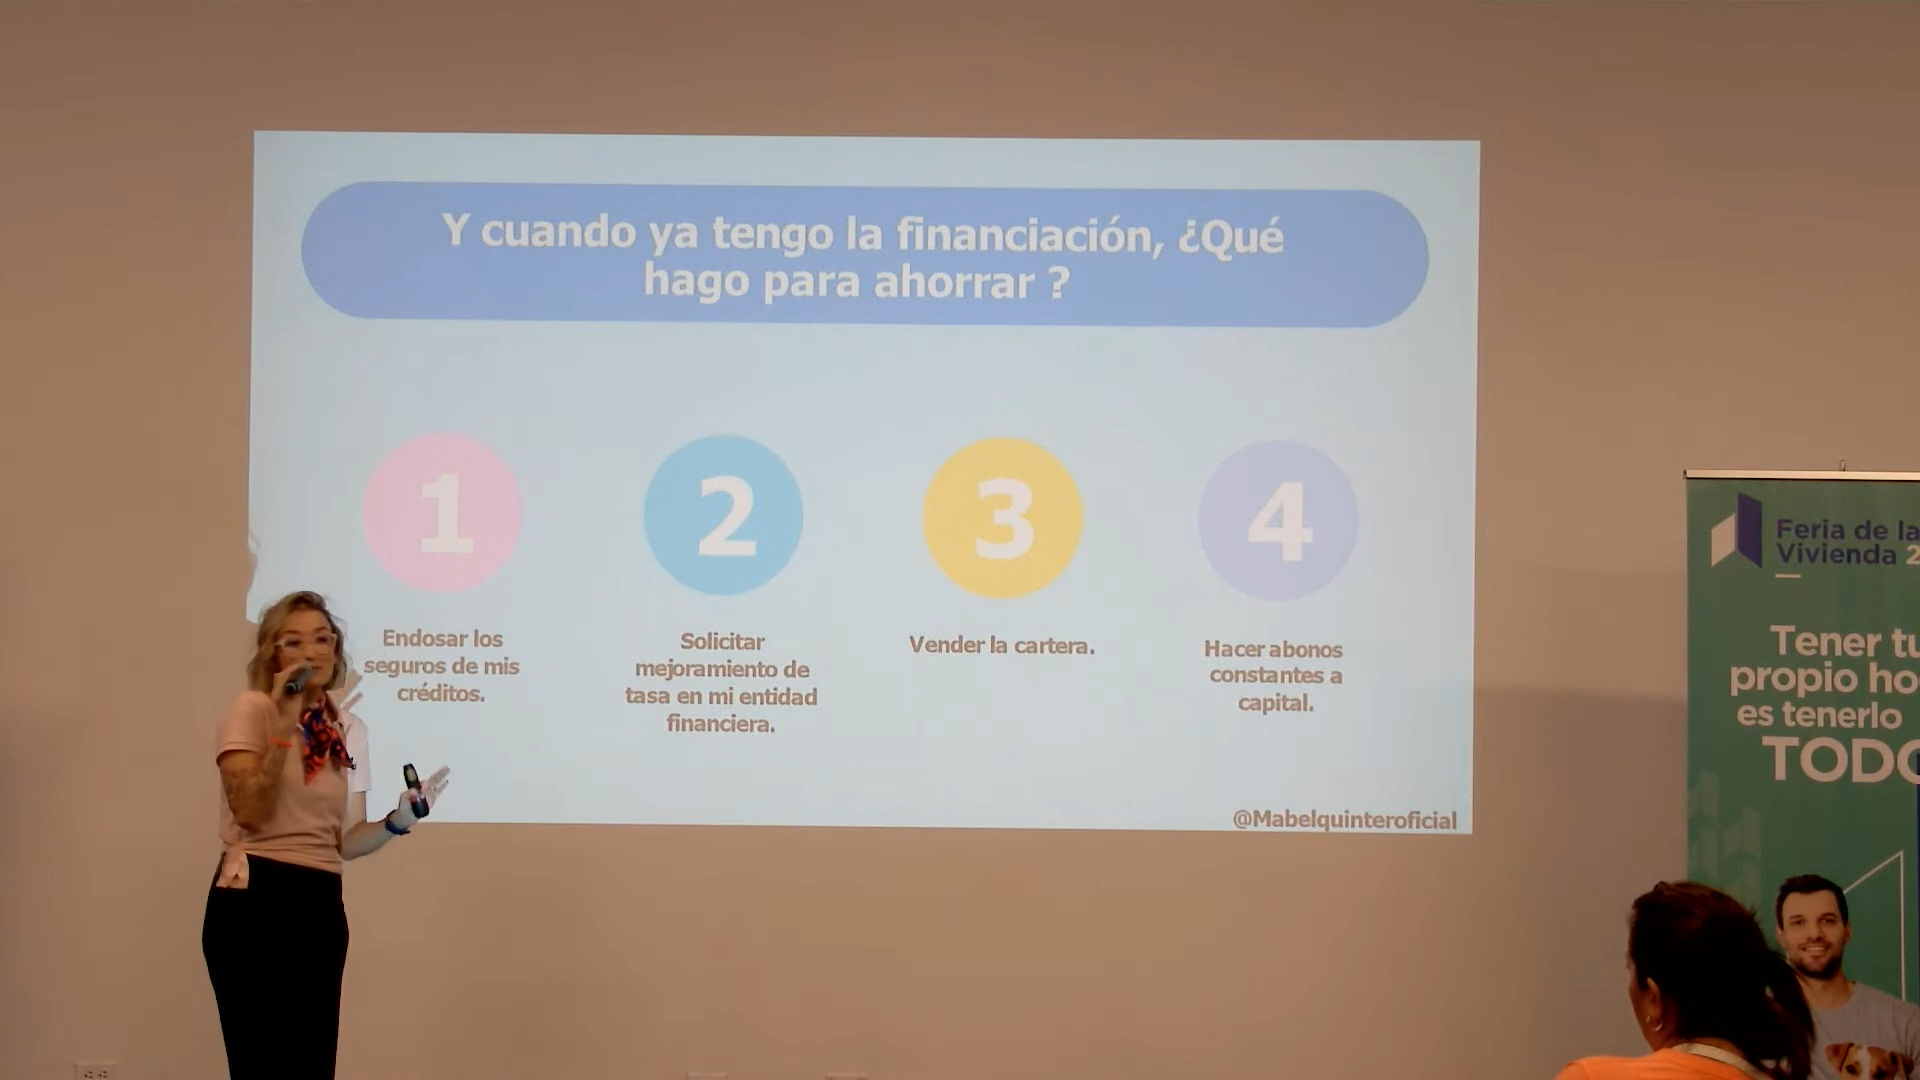 Y cuando ya tengo la financiación, ¿Qué
hago para ahorrar ?
1
Endosar los
seguros de mis
créditos.
2
Solicitar
mejoramiento de
tasa en mi entidad
financiera.
3
Vender la cartera.
4
Hacer abonos
constantes a
capital.
@Mabelquinteroficial
Feria de la
Vivienda 2
Tener tu
propio ho
es tenerlo
TODO